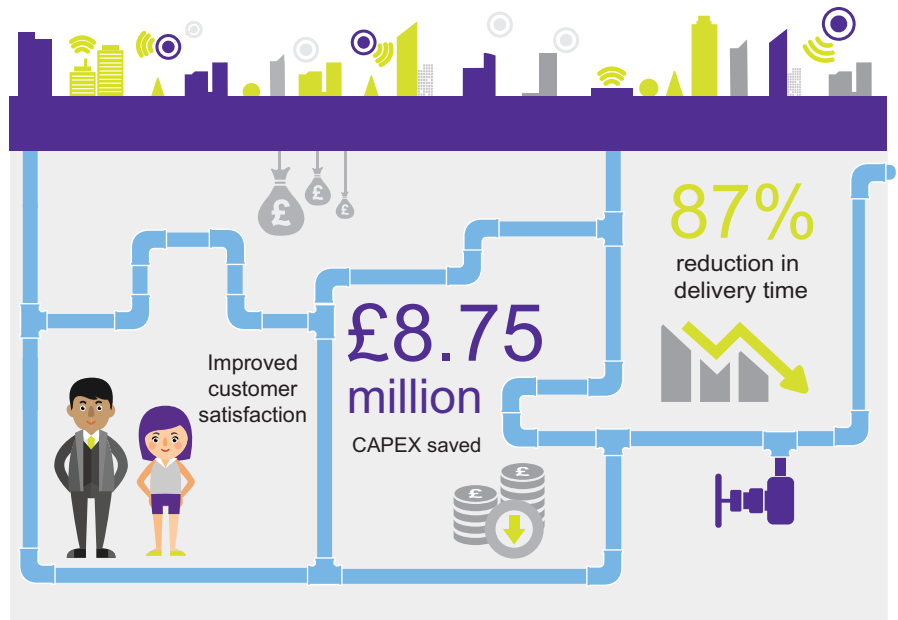 £
£
£
87%
reduction in
delivery time
£8.75
million
CAPEX saved
Improved
customer
satisfaction
£
£